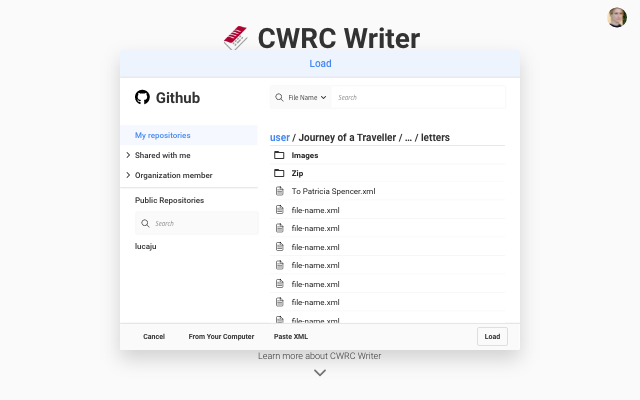 CWRC Writer
Load
Github
File Name
Search
My repositories
user / Journey of a Traveller / ... / letters
Shared with me
Images
Organization member
Zip
Public Repositories
To Patricia Spencer.xml
Search
file-name.xml
file-name.xml
lucaju
file-name.xml
file-name.xml
file-name.xml
file-name.xml
file-name.xml
Cancel
From Your Computer
Paste XML
Load
Learn more about CWRC Writer